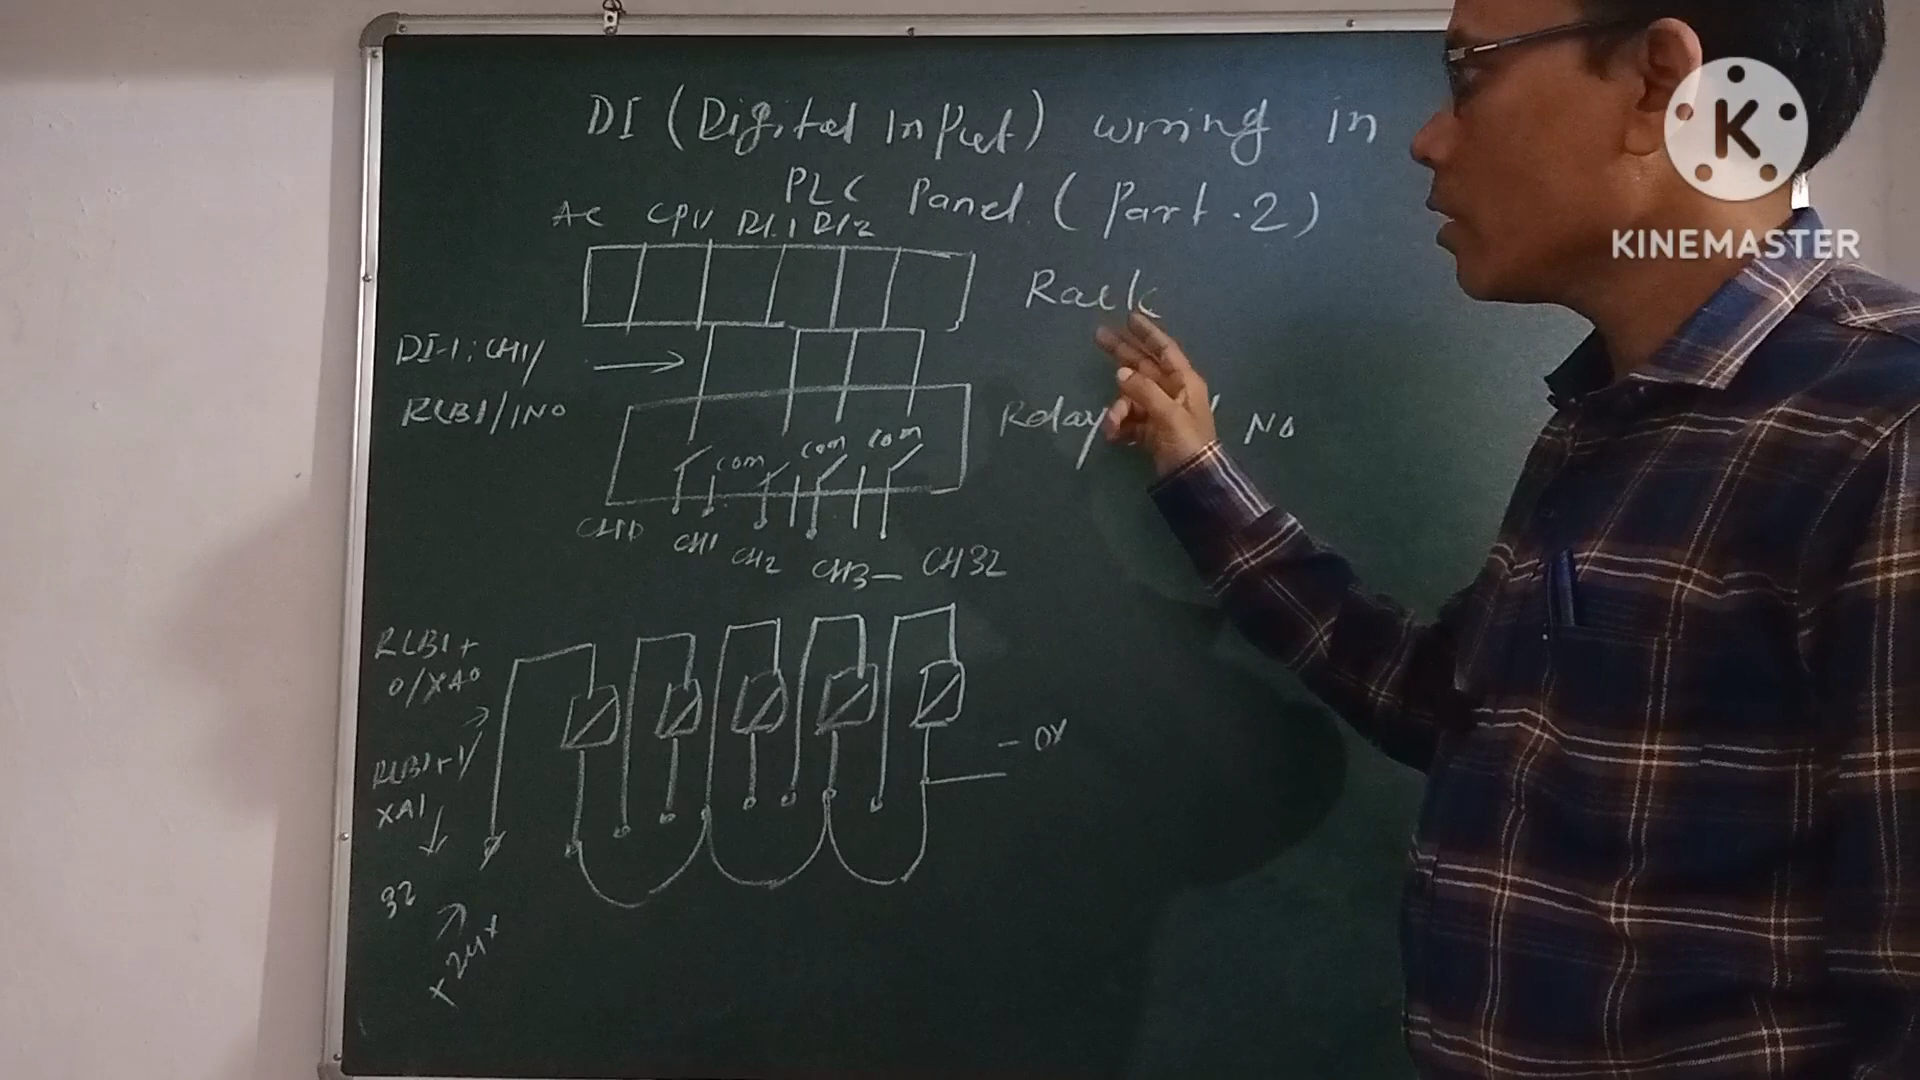 DI (Digital Input) wiring in
PLC Panel (Part.2)
AC CPU DI.1 DI2
Rack
DI-1:CH1/
RLB1/1NO
Relay NO
com com com
CH0 CH1 CH2 CH3- CH32
RLB1+
0/XA0
RLB1+1/
XA1
32
+24V
- 0V
K
KINEMASTER